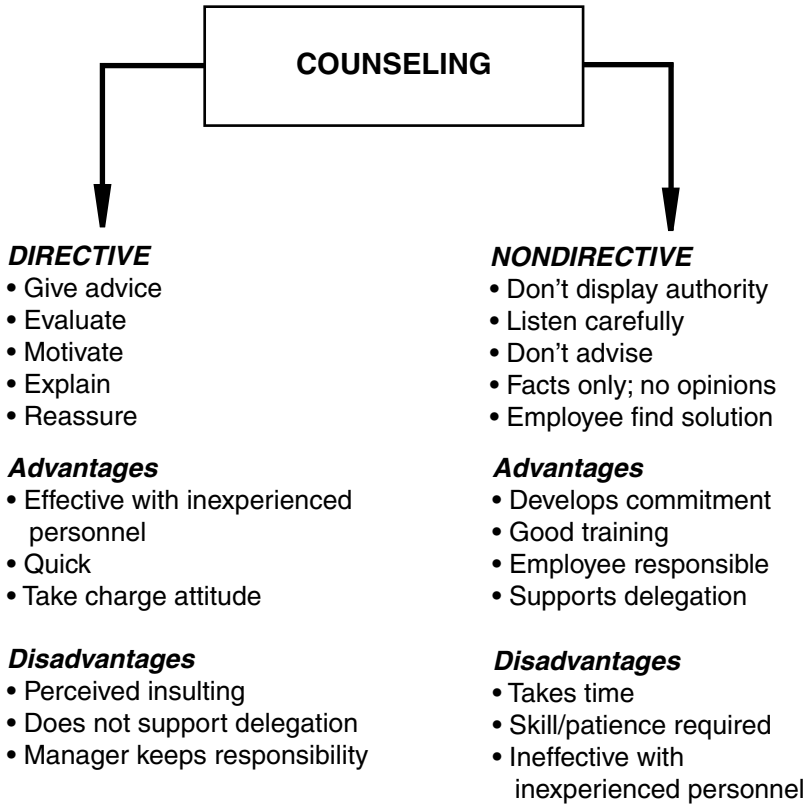 COUNSELING
DIRECTIVE
• Give advice
• Evaluate
• Motivate
• Explain
• Reassure
Advantages
• Effective with inexperienced
personnel
• Quick
• Take charge attitude
Disadvantages
• Perceived insulting
• Does not support delegation
• Manager keeps responsibility
NONDIRECTIVE
• Don’t display authority
• Listen carefully
• Don’t advise
• Facts only; no opinions
• Employee find solution
Advantages
• Develops commitment
• Good training
• Employee responsible
• Supports delegation
Disadvantages
• Takes time
• Skill/patience required
• Ineffective with
inexperienced personnel